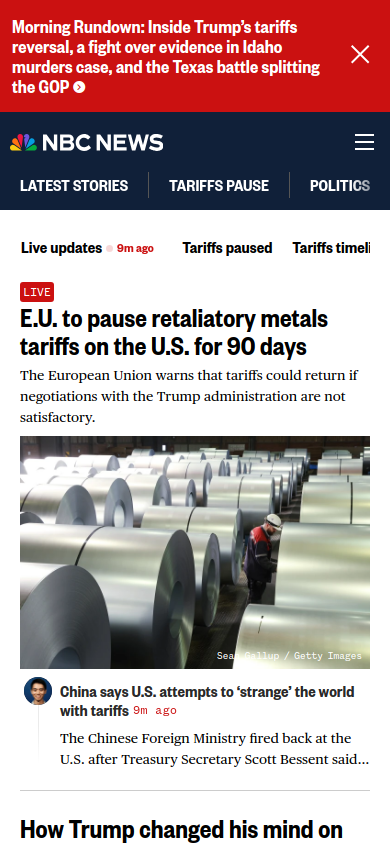 Morning Rundown: Inside Trump's tariffs
reversal, a fight over evidence in Idaho
murders case, and the Texas battle splitting
the GOP
NBC NEWS
LATEST STORIES TARIFFS PAUSE POLITICS
Live updates 9m ago Tariffs paused Tariffs timeli
LIVE
E.U. to pause retaliatory metals
tariffs on the U.S. for 90 days
The European Union warns that tariffs could return if
negotiations with the Trump administration are not
satisfactory.
Sean Gallup / Getty Images
China says U.S. attempts to ‘strange’ the world
with tariffs 9m ago
The Chinese Foreign Ministry fired back at the
U.S. after Treasury Secretary Scott Bessent said...
How Trump changed his mind on